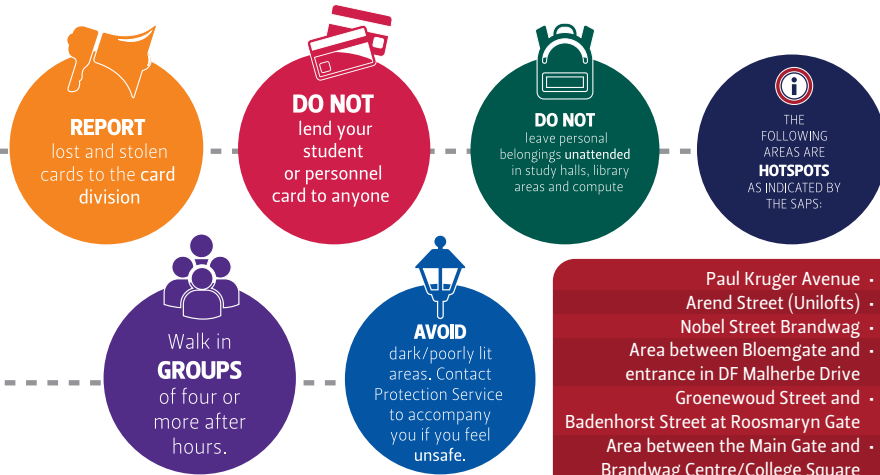 REPORT
lost and stolen
cards to the card
division
DO NOT
lend your
student
or personnel
card to anyone
DO NOT
leave personal
belongings unattended
in study halls, library
areas and compute
THE
FOLLOWING
AREAS ARE
HOTSPOTS
AS INDICATED BY
THE SAPS:
Walk in
GROUPS
of four or
more after
hours.
AVOID
dark/poorly lit
areas. Contact
Protection Service
to accompany
you if you feel
unsafe.
Paul Kruger Avenue •
Arend Street (Unilofts) •
Nobel Street Brandwag •
Area between Bloemgate and •
entrance in DF Malherbe Drive
Groenewoud Street and •
Badenhorst Street at Roosmaryn Gate
Area between the Main Gate and •
Brandwag Centre/College Square